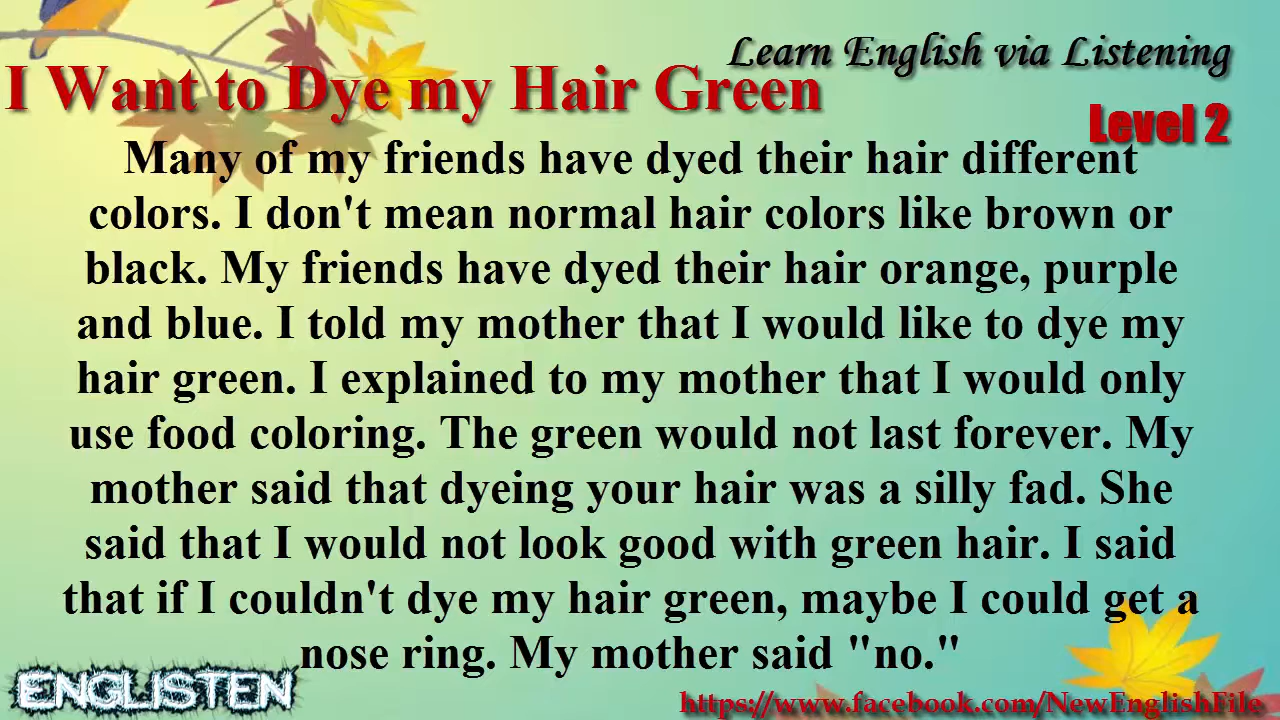 Learn English via Listening
I Want to Dye my Hair Green
Level 2
Many of my friends have dyed their hair different
colors. I don't mean normal hair colors like brown or
black. My friends have dyed their hair orange, purple
and blue. I told my mother that I would like to dye my
hair green. I explained to my mother that I would only
use food coloring. The green would not last forever. My
mother said that dyeing your hair was a silly fad. She
said that I would not look good with green hair. I said
that if I couldn't dye my hair green, maybe I could get a
nose ring. My mother said "no."
ENGLISTEN
https://www.facebook.com/NewEnglishFile